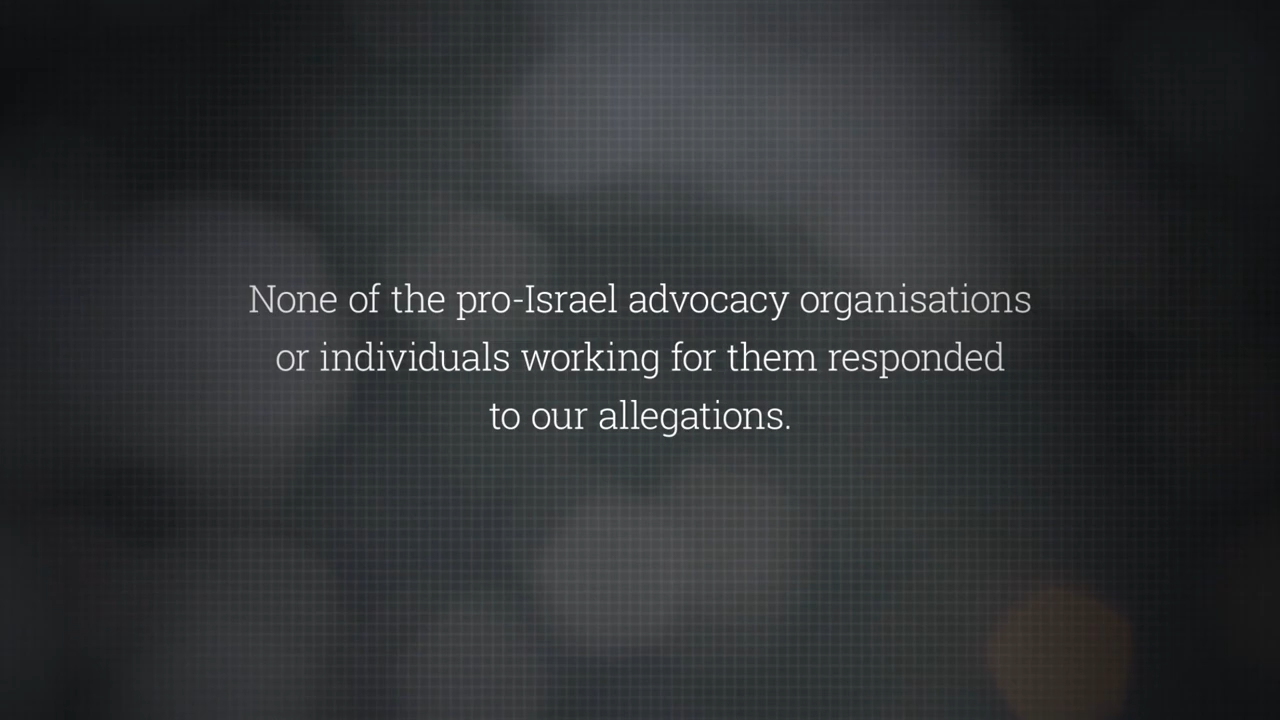 None of the pro-Israel advocacy organisations
or individuals working for them responded
to our allegations.